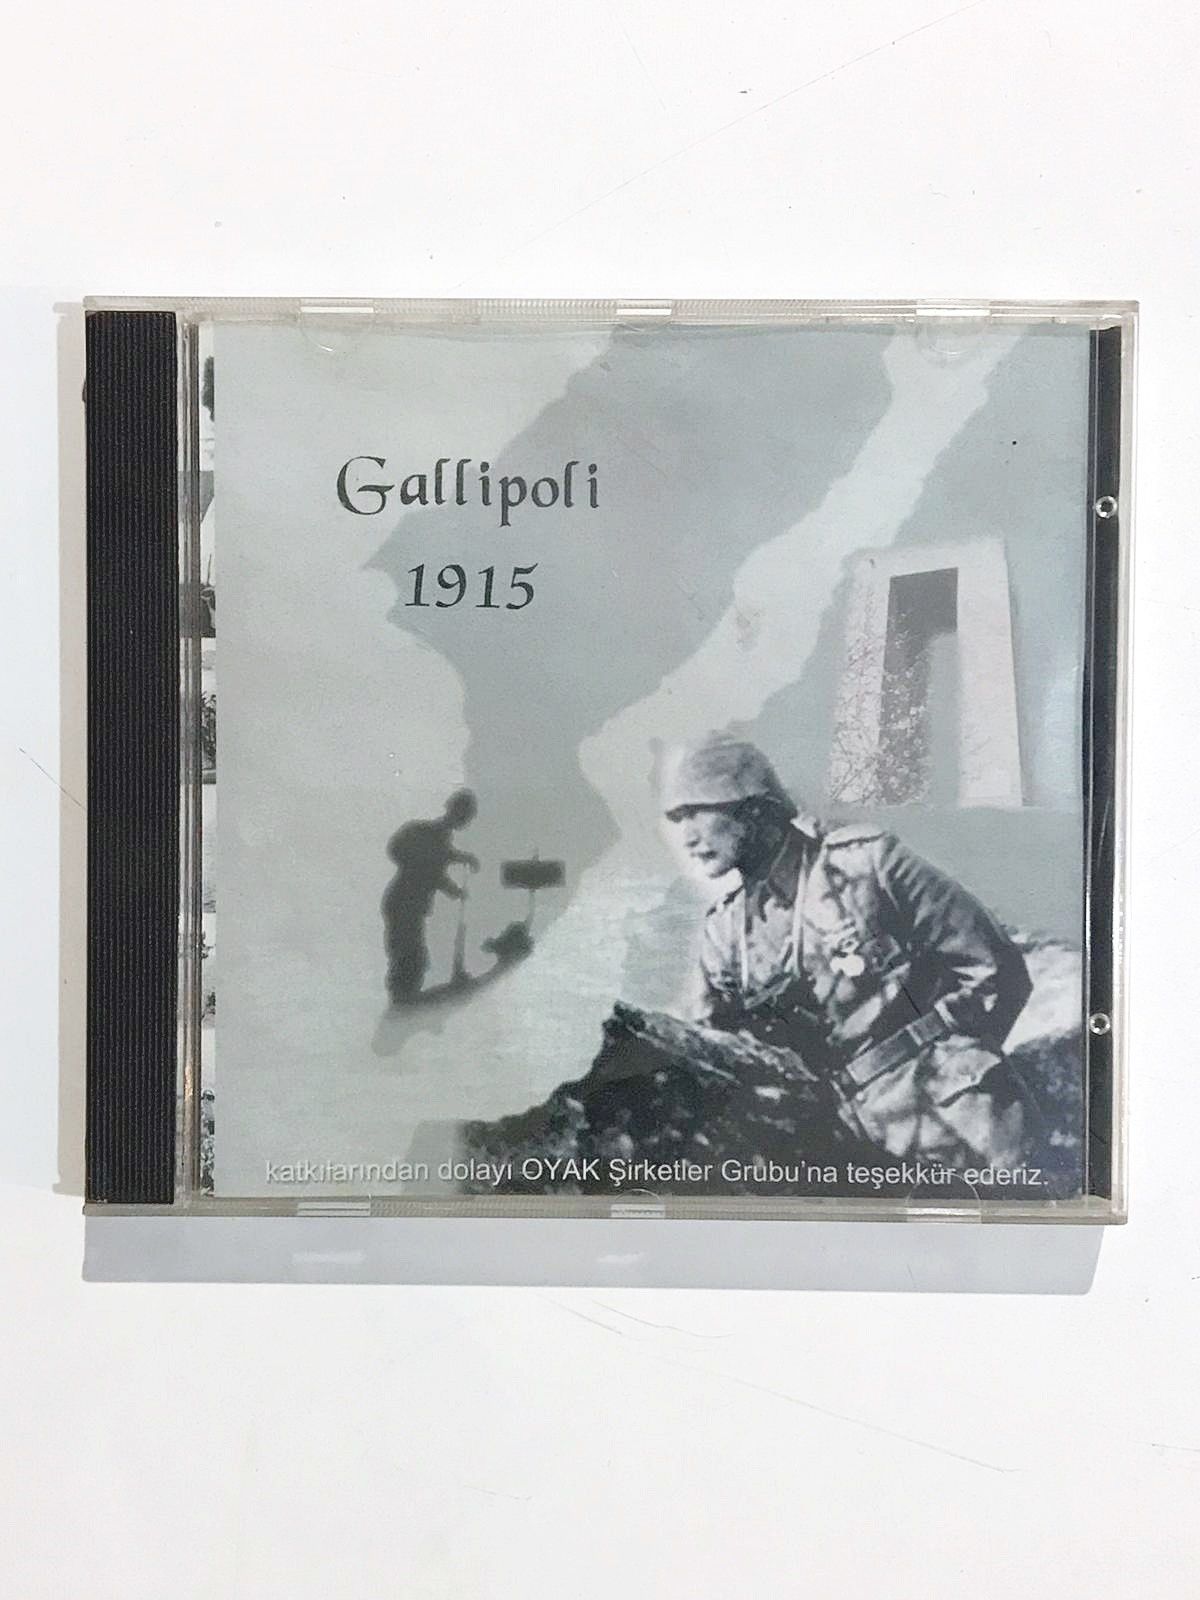 Gallipoli
1915
katkılarından dolayı OYAK Şirketler Grubu'na teşekkür ederiz.